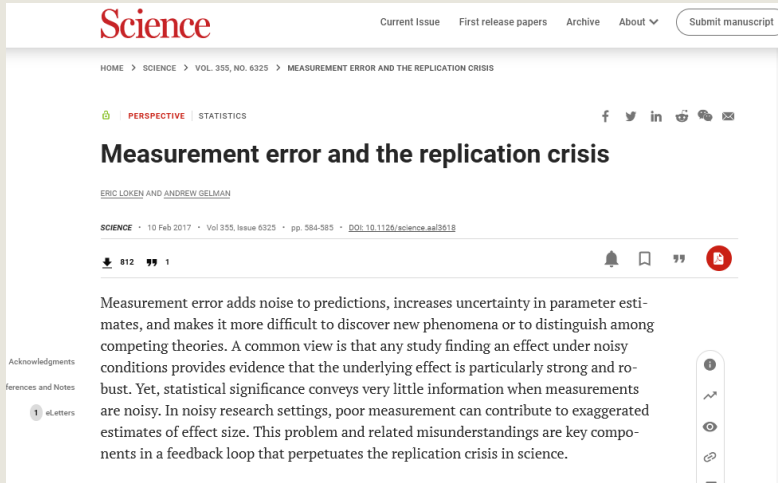 Science
Current Issue First release papers Archive About Submit manuscript
HOME > SCIENCE > VOL. 355, NO. 6325 > MEASUREMENT ERROR AND THE REPLICATION CRISIS
PERSPECTIVE | STATISTICS
Measurement error and the replication crisis
ERIC LOKEN AND ANDREW GELMAN
SCIENCE • 10 Feb 2017 • Vol 355, Issue 6325 • pp. 584-585 • DOI: 10.1126/science.aal3618
812 1
Measurement error adds noise to predictions, increases uncertainty in parameter esti-
mates, and makes it more difficult to discover new phenomena or to distinguish among
competing theories. A common view is that any study finding an effect under noisy
conditions provides evidence that the underlying effect is particularly strong and ro-
bust. Yet, statistical significance conveys very little information when measurements
are noisy. In noisy research settings, poor measurement can contribute to exaggerated
estimates of effect size. This problem and related misunderstandings are key compo-
nents in a feedback loop that perpetuates the replication crisis in science.
Acknowledgments
ferences and Notes
1 eLetters